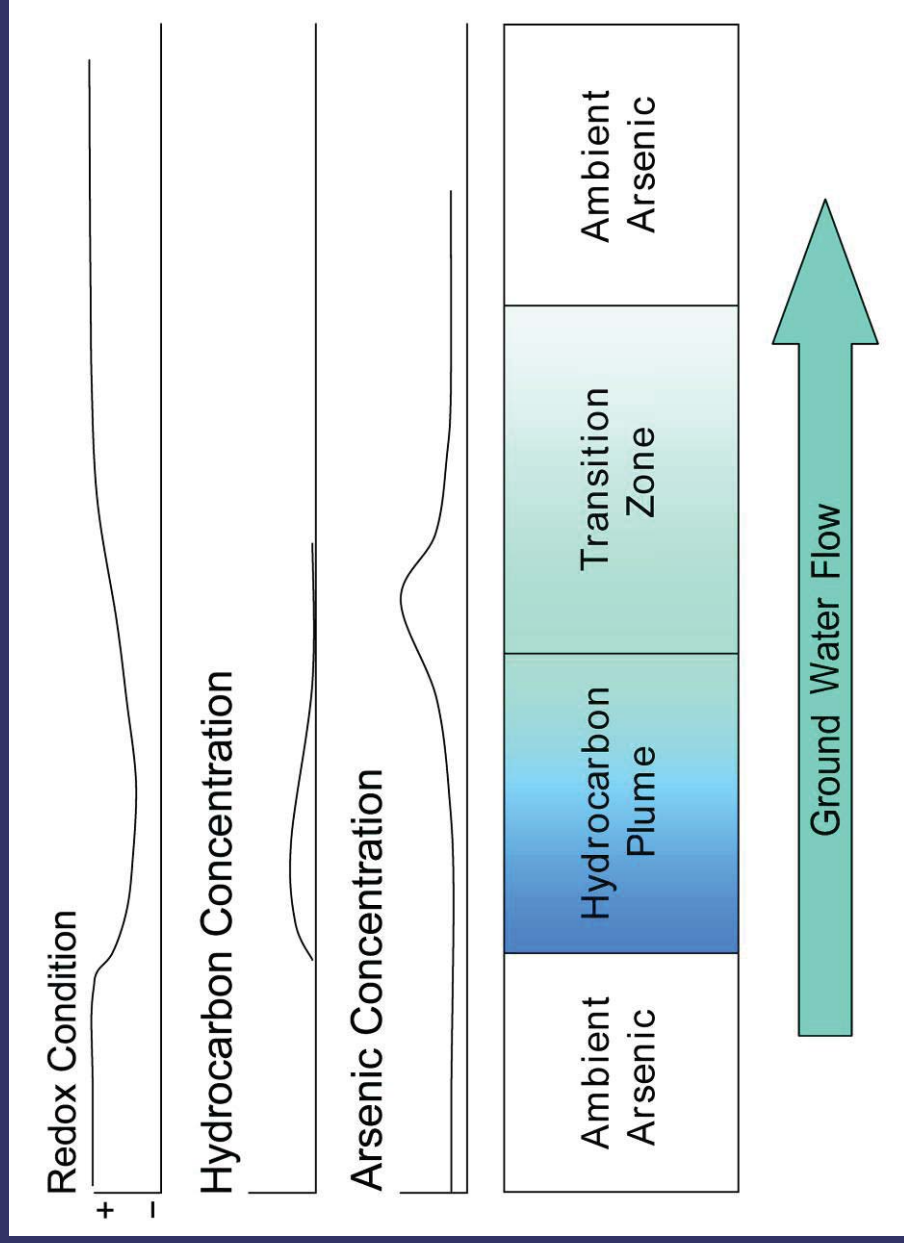 Redox Condition
+
–
Hydrocarbon Concentration
Arsenic Concentration
Ambient
Arsenic
Hydrocarbon
Plume
Transition
Zone
Ambient
Arsenic
Ground Water Flow